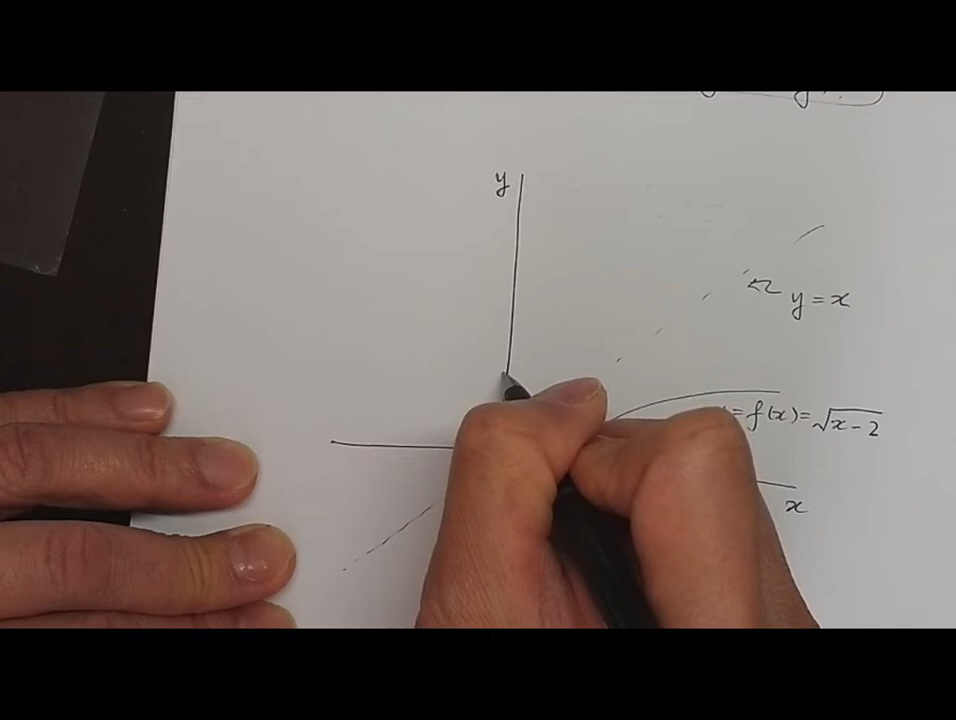 y
y = x
= f(x) = √x-2
x